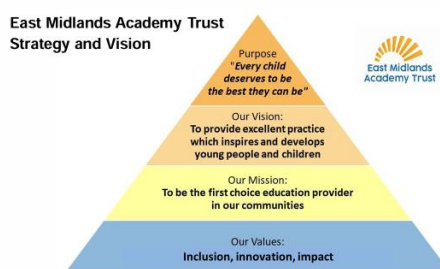 East Midlands Academy Trust
Strategy and Vision
Purpose
"Every child
deserves to be
the best they can be"
East Midlands
Academy Trust
Our Vision:
To provide excellent practice
which inspires and develops
young people and children
Our Mission:
To be the first choice education provider
in our communities
Our Values:
Inclusion, innovation, impact